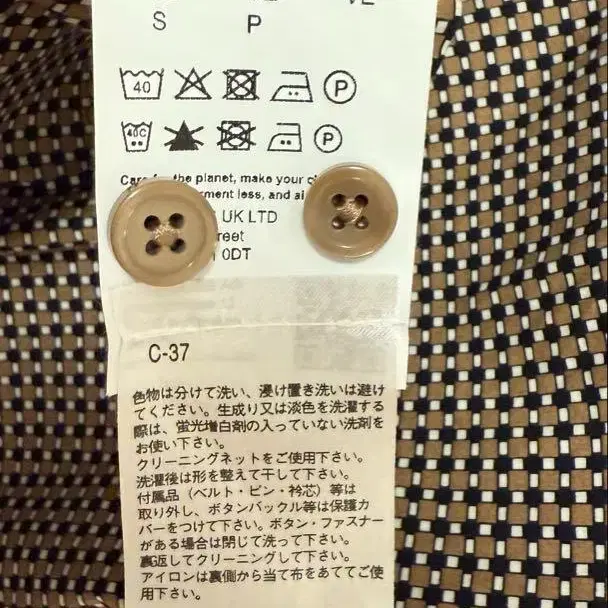 S P
40 P
40C P
Care for the planet, make your
UK LTD
0DT
C-37
色物は分けて洗い、浸け置き洗いは避け
てください。生成り又は淡色を洗濯する
際は、蛍光増白剤の入っていない洗剤を
お使い下さい。
クリーニングネットをご使用下さい。
洗濯後は形を整えて干して下さい。
付属品（ベルト・ピン・衿芯）等は
取り外し、ボタンバックル等は保護カ
バーをつけて下さい。ボタン・ファスナー
がある場合は閉じて洗って下さい。
裏返してクリーニングして下さい。
アイロンは裏側から当て布をあててご使
用下さい。